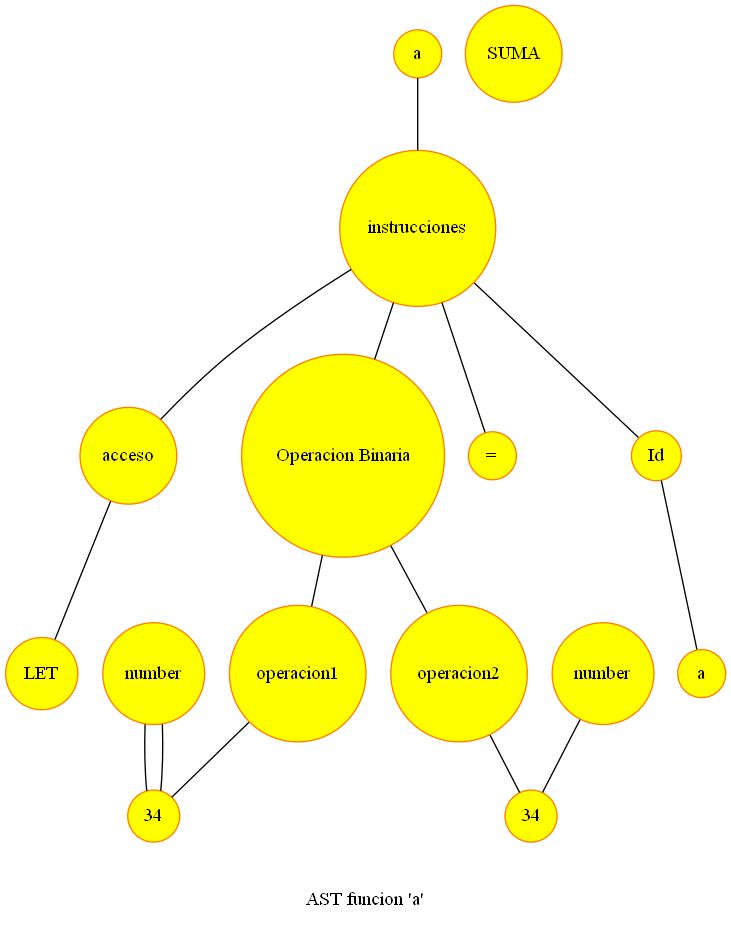 a
SUMA
instrucciones
acceso
Operacion Binaria
=
Id
LET
number
operacion1
operacion2
number
a
34
34
AST funcion 'a'